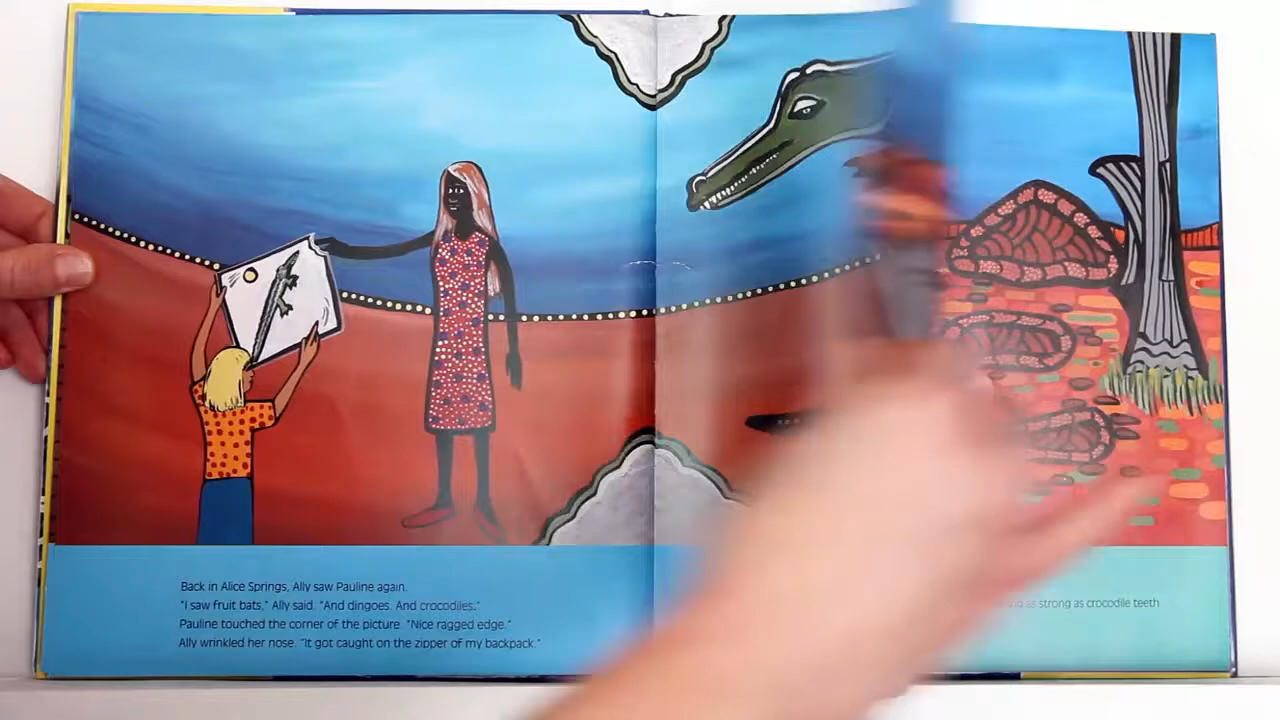 Back in Alice Springs, Ally saw Pauline again.
"I saw fruit bats," Ally said. "And dingoes. And crocodiles."
Pauline touched the corner of the picture. "Nice ragged edge."
Ally wrinkled her nose. "It got caught on the zipper of my backpack."
as strong as crocodile teeth